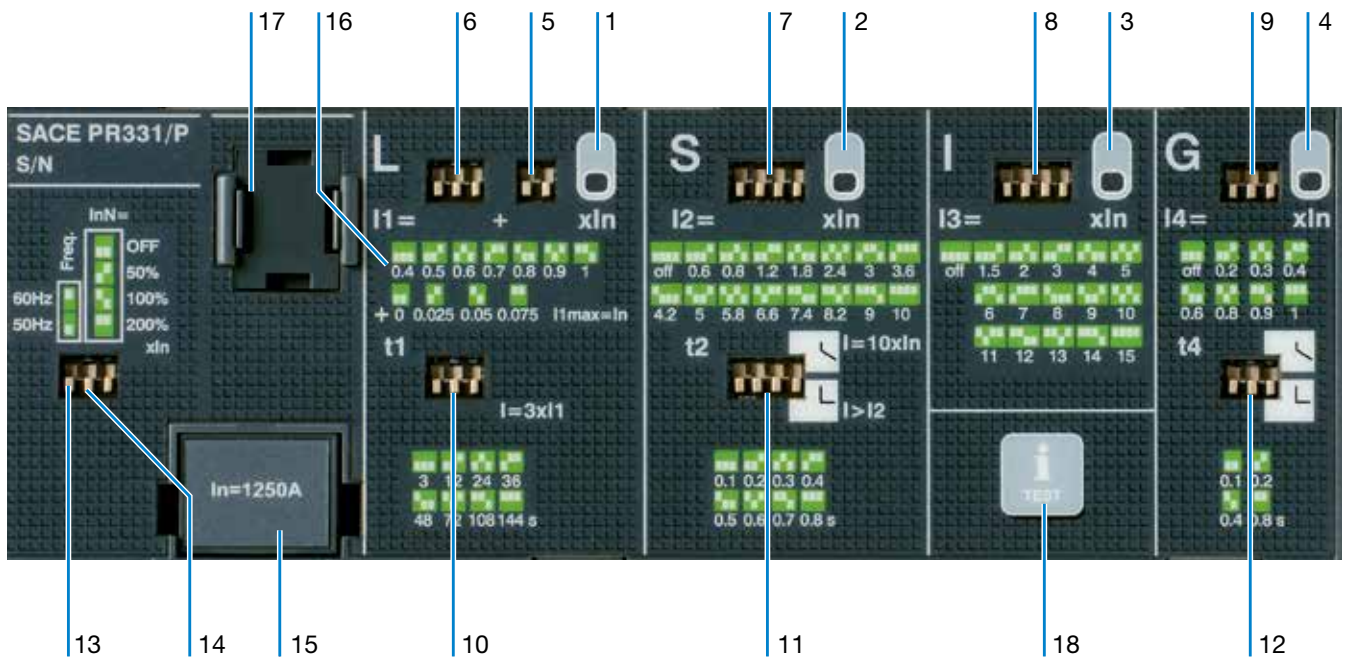 17 16 6 5 1 7 2 8 3 9 4
SACE PR331/P
S/N
InN=
Freq.
OFF
50%
60Hz 100%
50Hz 200%
xIn
In=1250A
L
I1= + xIn
0.4 0.5 0.6 0.7 0.8 0.9 1
+ 0 0.025 0.05 0.075 I1max=In
t1
I=3xI1
3 12 24 36
48 72 108 144 s
S
I2= xIn
off 0.6 0.8 1.2 1.8 2.4 3 3.6
4.2 5 5.8 6.6 7.4 8.2 9 10
t2 I=10xIn
I>I2
0.1 0.2 0.3 0.4
0.5 0.6 0.7 0.8 s
I
I3= xIn
off 1.5 2 3 4 5
6 7 8 9 10
11 12 13 14 15
i
TEST
G
I4= xIn
off 0.2 0.3 0.4
0.6 0.8 0.9 1
t4
0.1 0.2
0.4 0.8 s
13 14 15 10 11 18 12